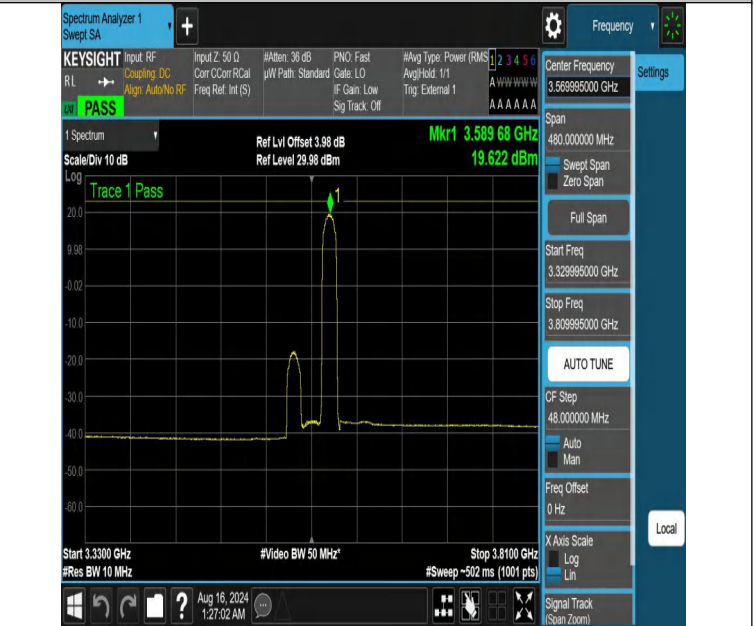 Spectrum Analyzer 1
Swept SA
Frequency
KEYSIGHT
RL
PASS
Input: RF
Coupling: DC
Align: Auto/No RF
Input Z: 50 Ω
Corr CCorr RCal
Freq Ref: Int (S)
#Atten: 36 dB
µW Path: Standard
PNO: Fast
Gate: LO
IF Gain: Low
Sig Track: Off
#Avg Type: Power (RMS
Avg|Hold: 1/1
Trig: External 1
1 2 3 4 5 6
A W W W W W
A A A A A A
1 Spectrum
Scale/Div 10 dB
Ref Lvl Offset 3.98 dB
Ref Level 29.98 dBm
Mkr1 3.589 68 GHz
19.622 dBm
Log
Trace 1 Pass
1
20.0
9.98
-0.02
-10.0
-20.0
-30.0
-40.0
-50.0
-60.0
Start 3.3300 GHz
#Res BW 10 MHz
#Video BW 50 MHz*
Stop 3.8100 GHz
#Sweep ~502 ms (1001 pts)
Aug 16, 2024
1:27:02 AM
?
Center Frequency
3.569995000 GHz
Settings
Span
480.000000 MHz
Swept Span
Zero Span
Full Span
Start Freq
3.329995000 GHz
Stop Freq
3.809995000 GHz
AUTO TUNE
CF Step
48.000000 MHz
Auto
Man
Freq Offset
0 Hz
X Axis Scale
Log
Lin
Local
Signal Track
(Span Zoom)